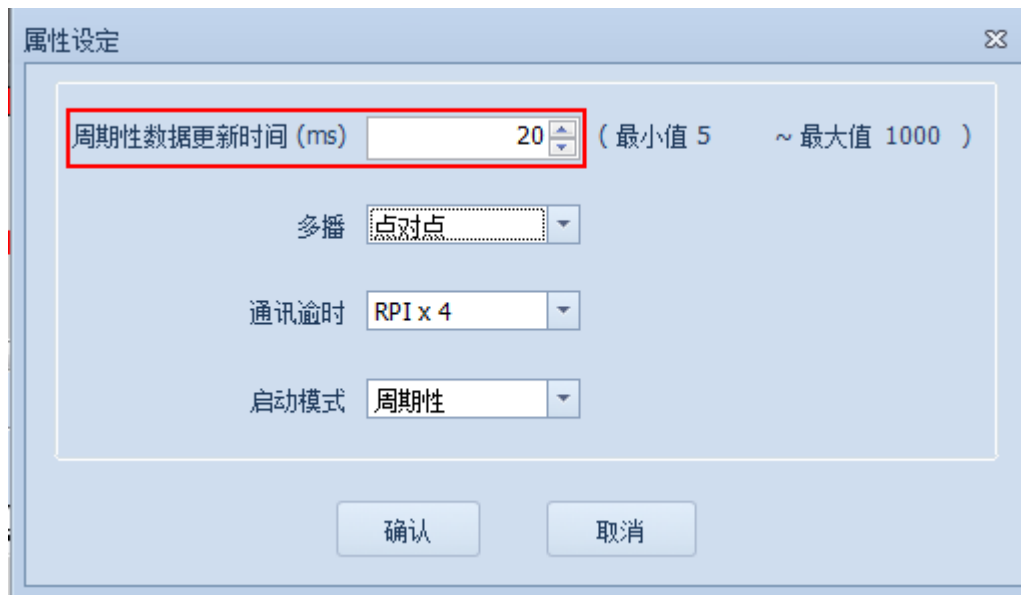 属性设定
周期性数据更新时间 (ms) 20 ( 最小值 5 ~ 最大值 1000 )
多播 点对点
通讯逾时 RPI x 4
启动模式 周期性
确认 取消